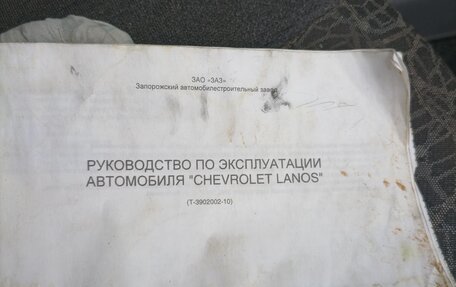 ЗАО «ЗАЗ»
Запорожский автомобилестроительный завод
РУКОВОДСТВО ПО ЭКСПЛУАТАЦИИ
АВТОМОБИЛЯ "CHEVROLET LANOS"
(Т-3902002-10)